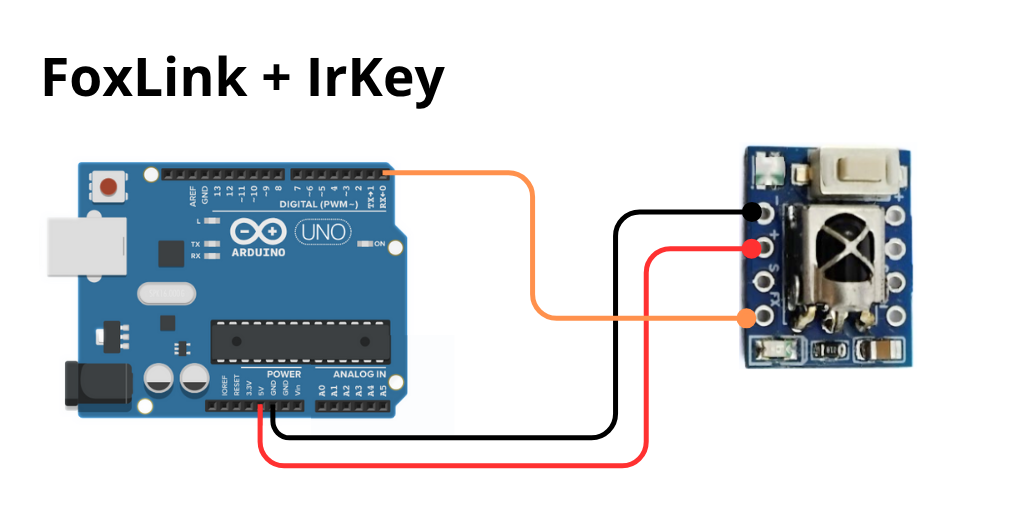 FoxLink + IrKey
AREF
GND
13
12
~11
~10
~9
8
7
~6
~5
4
~3
2
TX→1
RX←0
DIGITAL (PWM~)
L
TX
RX
UNO
ON
ARDUINO
POWER
ANALOG IN
IOREF
RESET
3.3V
5V
GND
GND
Vin
A0
A1
A2
A3
A4
A5
-
+
S
FX
+